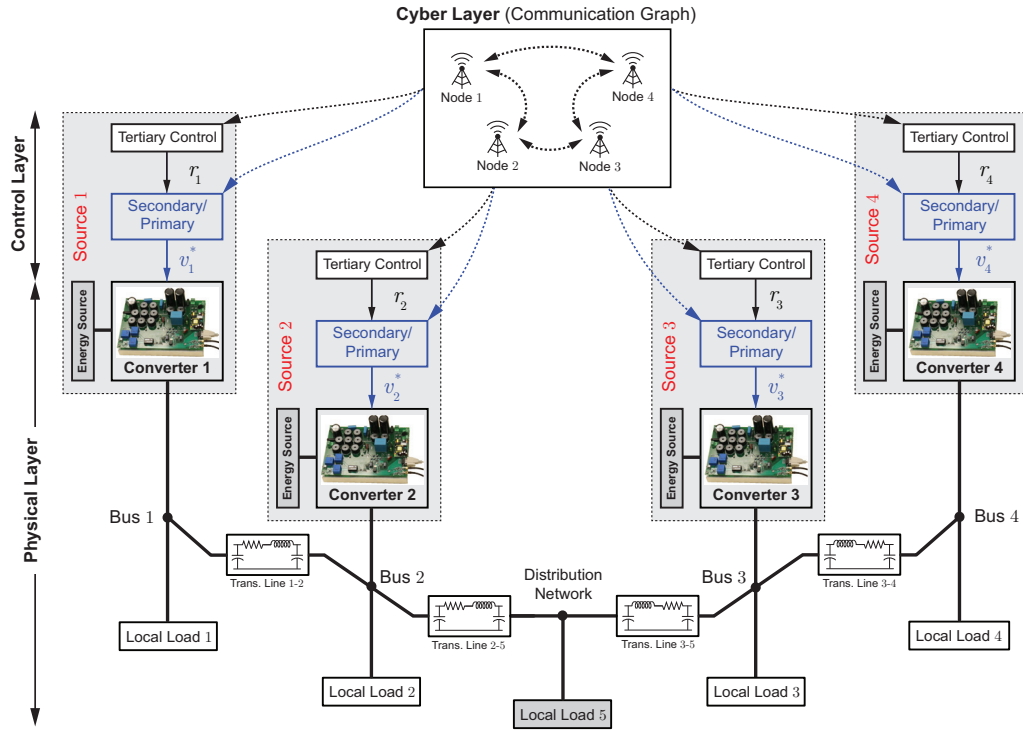 Cyber Layer (Communication Graph)
Node 1
Node 4
Node 2
Node 3
Control Layer
Physical Layer
Source 1
Tertiary Control
r₁
Secondary/
Primary
v₁*
Energy Source
Converter 1
Source 2
Tertiary Control
r₂
Secondary/
Primary
v₂*
Energy Source
Converter 2
Source 3
Tertiary Control
r₃
Secondary/
Primary
v₃*
Energy Source
Converter 3
Source 4
Tertiary Control
r₄
Secondary/
Primary
v₄*
Energy Source
Converter 4
Bus 1
Trans. Line 1-2
Bus 2
Trans. Line 2-5
Distribution
Network
Trans. Line 3-5
Bus 3
Trans. Line 3-4
Bus 4
Local Load 1
Local Load 2
Local Load 5
Local Load 3
Local Load 4